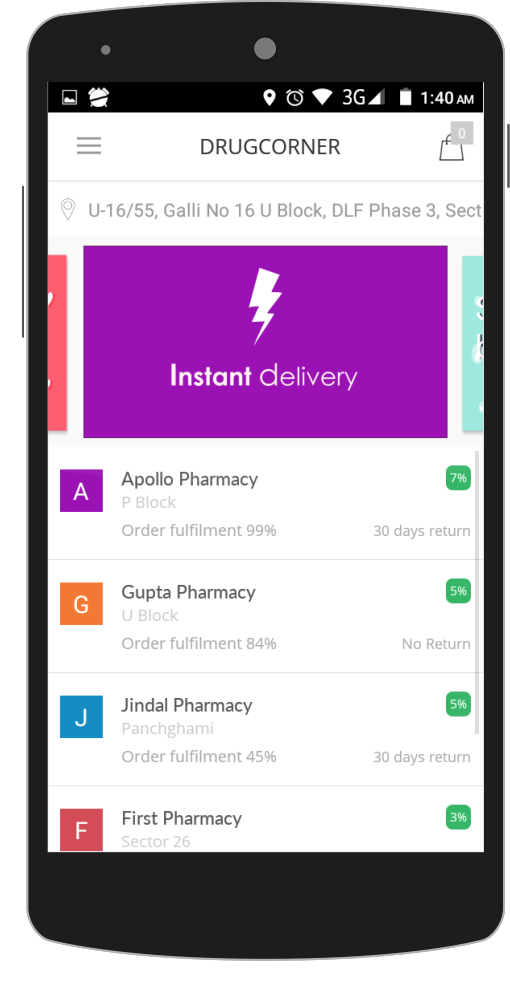 3G 1:40 AM
DRUGCORNER
0
U-16/55, Galli No 16 U Block, DLF Phase 3, Sect
Instant delivery
A
Apollo Pharmacy
7%
P Block
Order fulfilment 99%
30 days return
G
Gupta Pharmacy
5%
U Block
Order fulfilment 84%
No Return
J
Jindal Pharmacy
5%
Panchghami
Order fulfilment 45%
30 days return
F
First Pharmacy
3%
Sector 26